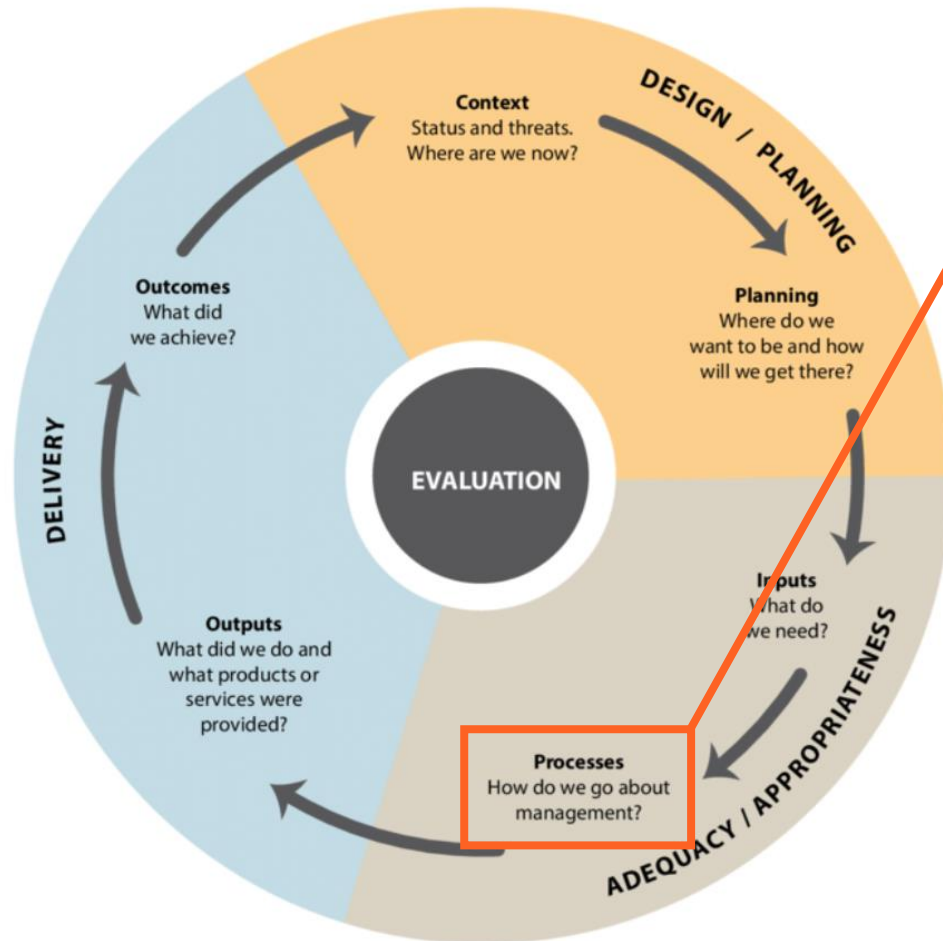 DESIGN / PLANNING
Context
Status and threats.
Where are we now?
Planning
Where do we
want to be and how
will we get there?
Inputs
What do
we need?
ADEQUACY / APPROPRIATENESS
Processes
How do we go about
management?
Outputs
What did we do and
what products or
services were
provided?
DELIVERY
Outcomes
What did
we achieve?
EVALUATION